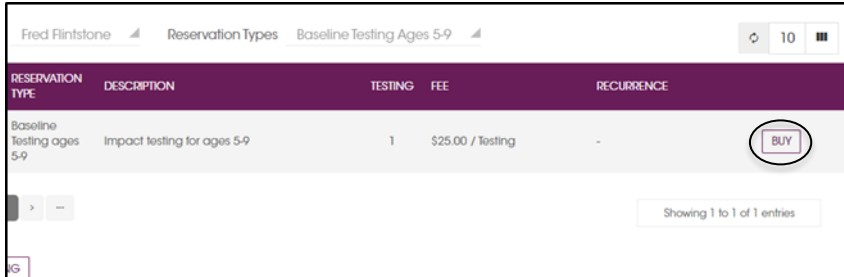 Fred Flintstone Reservation Types Baseline Testing Ages 5-9 10
RESERVATION TYPE DESCRIPTION TESTING FEE RECURRENCE
Baseline Testing ages 5-9 Impact testing for ages 5-9 1 $25.00 / Testing - BUY
> ...
Showing 1 to 1 of 1 entries